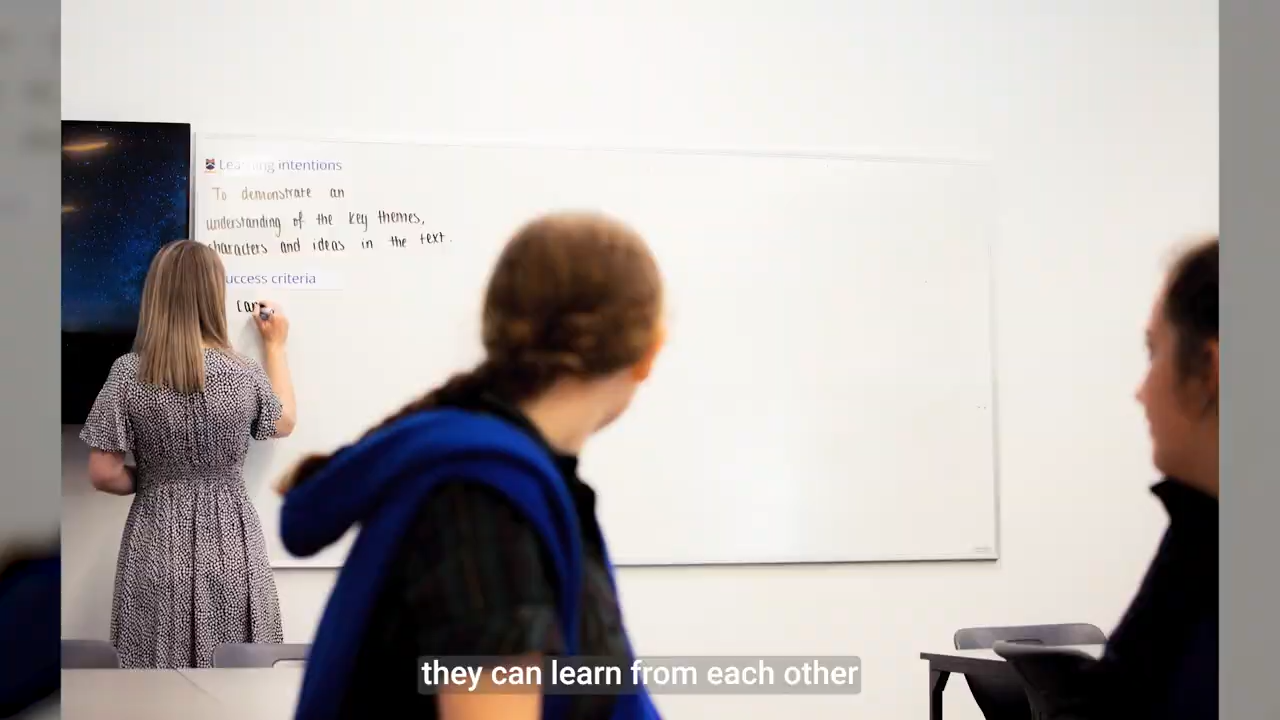 Learning intentions
To demonstrate an
understanding of the key themes,
characters and ideas in the text.
success criteria
can
they can learn from each other